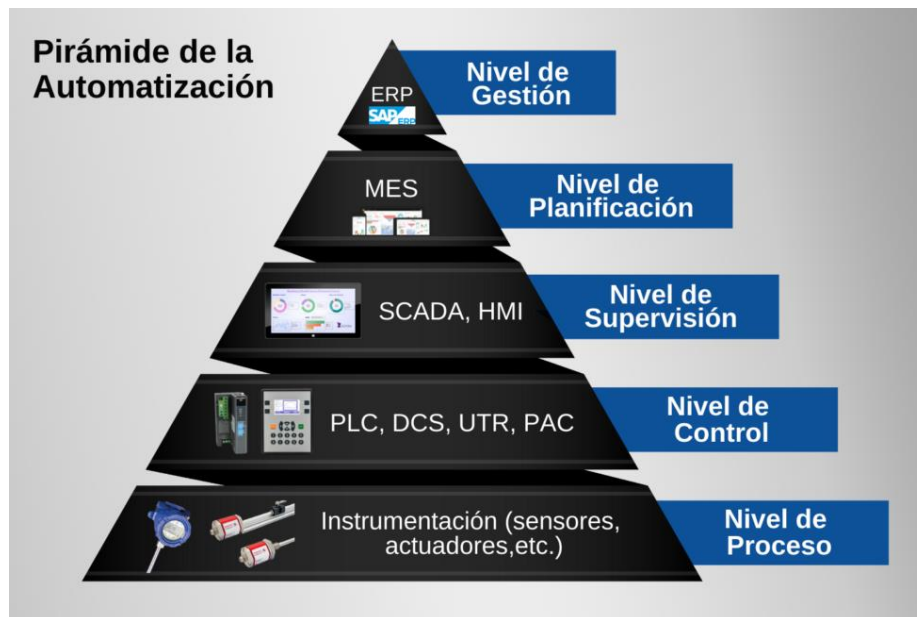 Pirámide de la
Automatización
ERP
SAP ERP
Nivel de
Gestión
MES
Nivel de
Planificación
SCADA, HMI
Nivel de
Supervisión
PLC, DCS, UTR, PAC
Nivel de
Control
Instrumentación (sensores,
actuadores,etc.)
Nivel de
Proceso